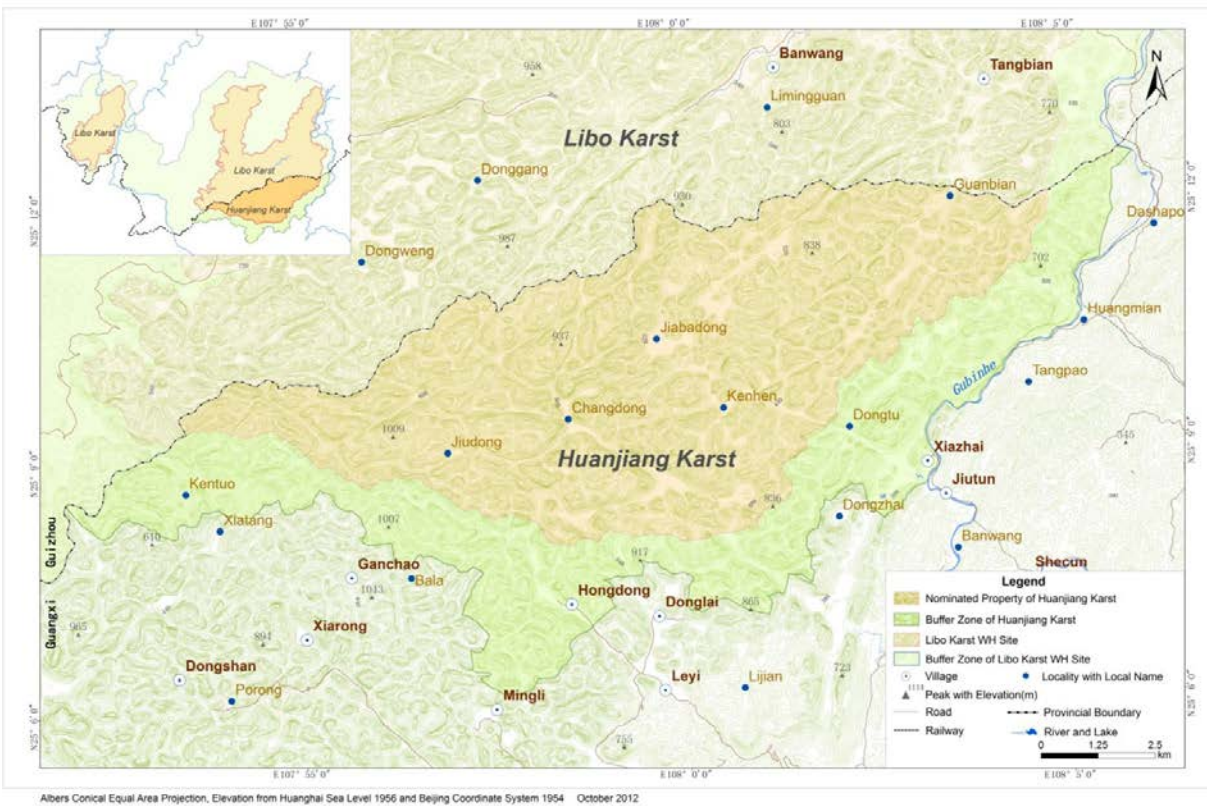 E107° 55′ 0″
E108° 0′ 0″
E108° 5′ 0″
Banwang
Tangbian
N
958
Limingguan
770
803
Libo Karst
Libo Karst
Libo Karst
Huanjiang Karst
Donggang
Guanbian
930
N25° 12′ 0″
N25° 12′ 0″
Dashapo
987
838
Dongweng
702
Huangmian
Jiabadong
937
Gubinhe
Tangpao
Kenhen
Changdong
Dongtu
1009
Jiudong
Huanjiang Karst
Xiazhai
545
N25° 9′ 0″
N25° 9′ 0″
Kentuo
Jiutun
836
Dongzhai
Xiatang
1007
610
Banwang
Guizhou
917
Shecun
Ganchao
Bala
1043
Hongdong
Donglai
865
Guangxi
965
894
Xiarong
Dongshan
Porong
Leyi
Lijian
723
Mingli
755
N25° 6′ 0″
N25° 6′ 0″
Legend
Nominated Property of Huanjiang Karst
Buffer Zone of Huanjiang Karst
Libo Karst WH Site
Buffer Zone of Libo Karst WH Site
Village
Locality with Local Name
1111
Peak with Elevation(m)
Road
Provincial Boundary
Railway
River and Lake
0 1.25 2.5
km
E107° 55′ 0″
E108° 0′ 0″
E108° 5′ 0″
Albers Conical Equal Area Projection, Elevation from Huanghai Sea Level 1956 and Beijing Coordinate System 1954 October 2012